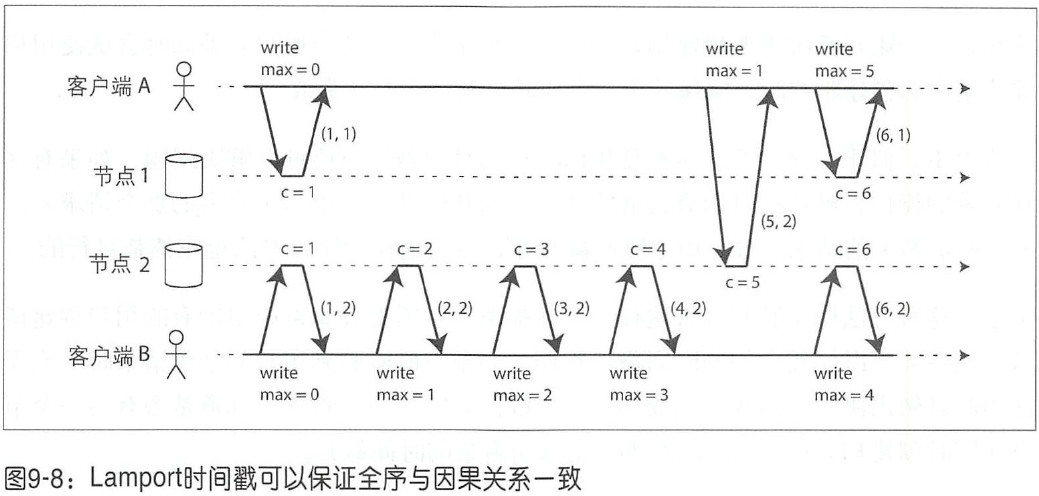 write write write
max = 0 max = 1 max = 5
客户端 A
(1, 1) (6, 1)
节点 1
c = 1 c = 6
(5, 2)
c = 1 c = 2 c = 3 c = 4 c = 6
节点 2
c = 5
(1, 2) (2, 2) (3, 2) (4, 2) (6, 2)
客户端 B
write write write write write
max = 0 max = 1 max = 2 max = 3 max = 4
图9-8：Lamport时间戳可以保证全序与因果关系一致